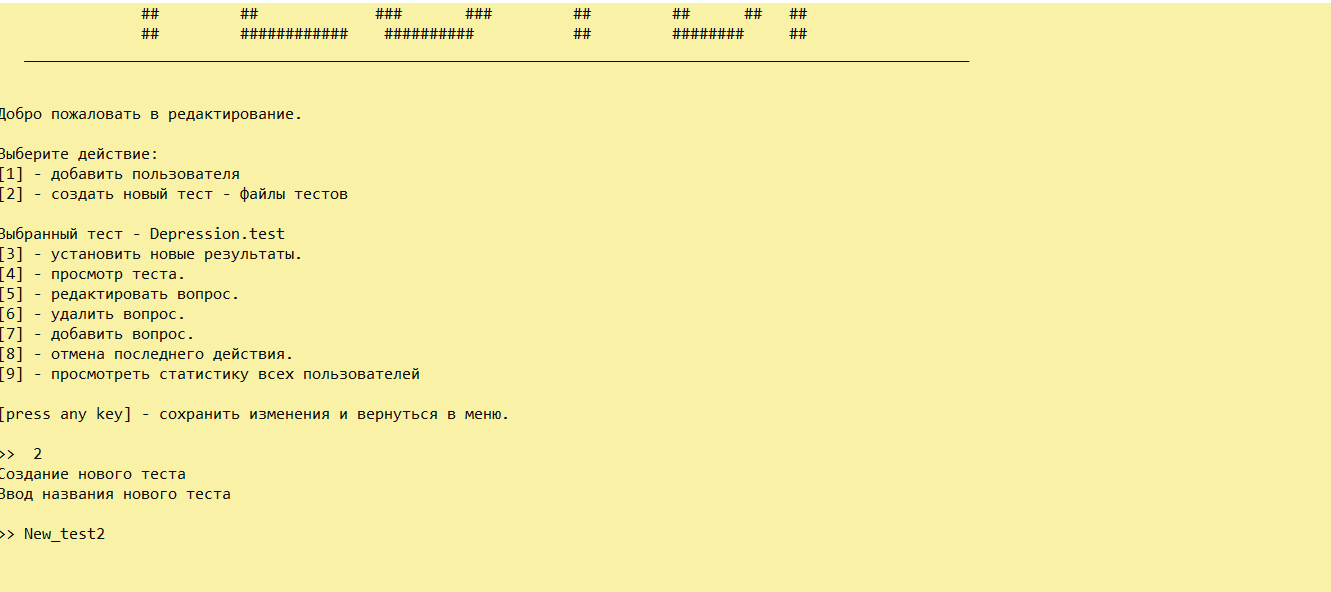 ##         ##             ###       ###         ##         ##      ##   ##
##         ############    ##########           ##         ########     ##
_________________________________________________________________________________________________________
Добро пожаловать в редактирование.
Выберите действие:
[1] - добавить пользователя
[2] - создать новый тест - файлы тестов
Выбранный тест - Depression.test
[3] - установить новые результаты.
[4] - просмотр теста.
[5] - редактировать вопрос.
[6] - удалить вопрос.
[7] - добавить вопрос.
[8] - отмена последнего действия.
[9] - просмотреть статистику всех пользователей
[press any key] - сохранить изменения и вернуться в меню.
>>  2
Создание нового теста
Ввод названия нового теста
>> New_test2